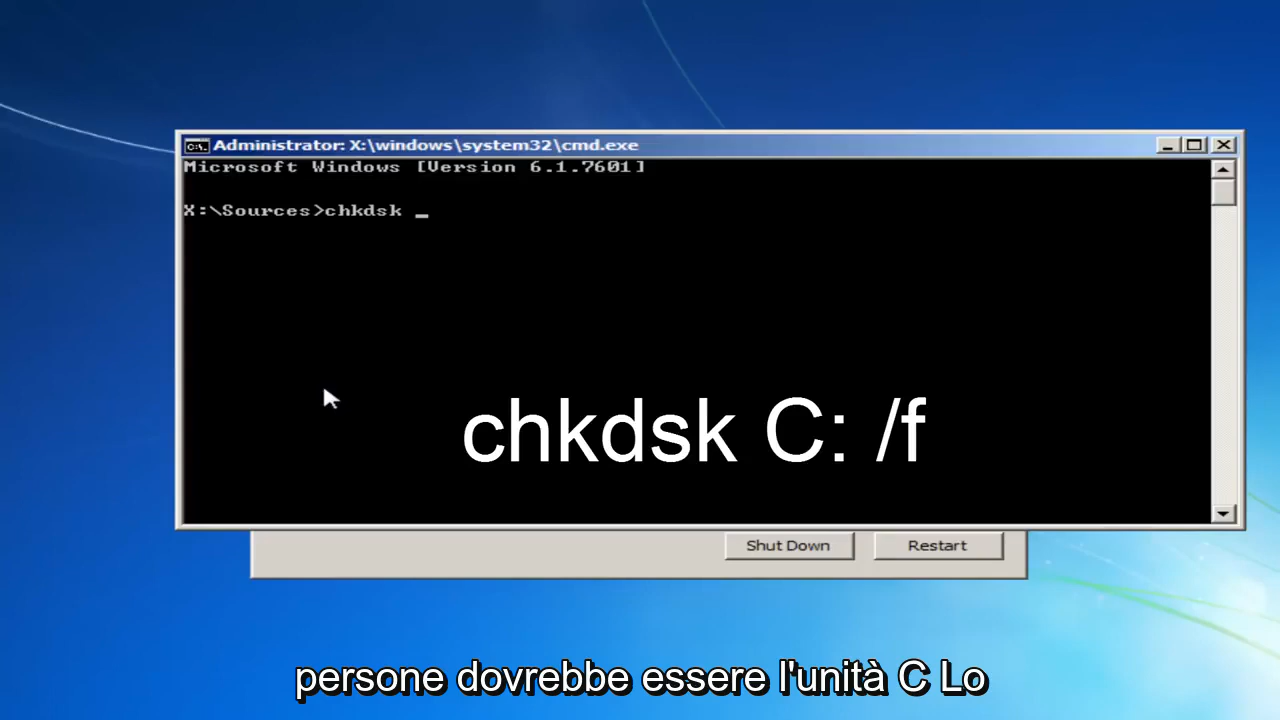 Administrator: X:\windows\system32\cmd.exe
Microsoft Windows [Version 6.1.7601]
X:\Sources>chkdsk _
chkdsk C: /f
Shut Down
Restart
persone dovrebbe essere l'unità C Lo